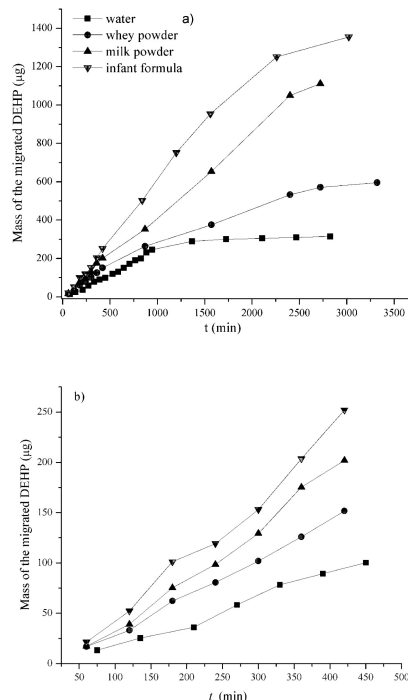 a)
water
whey powder
milk powder
infant formula
Mass of the migrated DEHP (μg)
1400
1200
1000
800
600
400
200
0
0 500 1000 1500 2000 2500 3000 3500
t (min)
b)
Mass of the migrated DEHP (μg)
250
200
150
100
50
0
50 100 150 200 250 300 350 400 450 500
t (min)